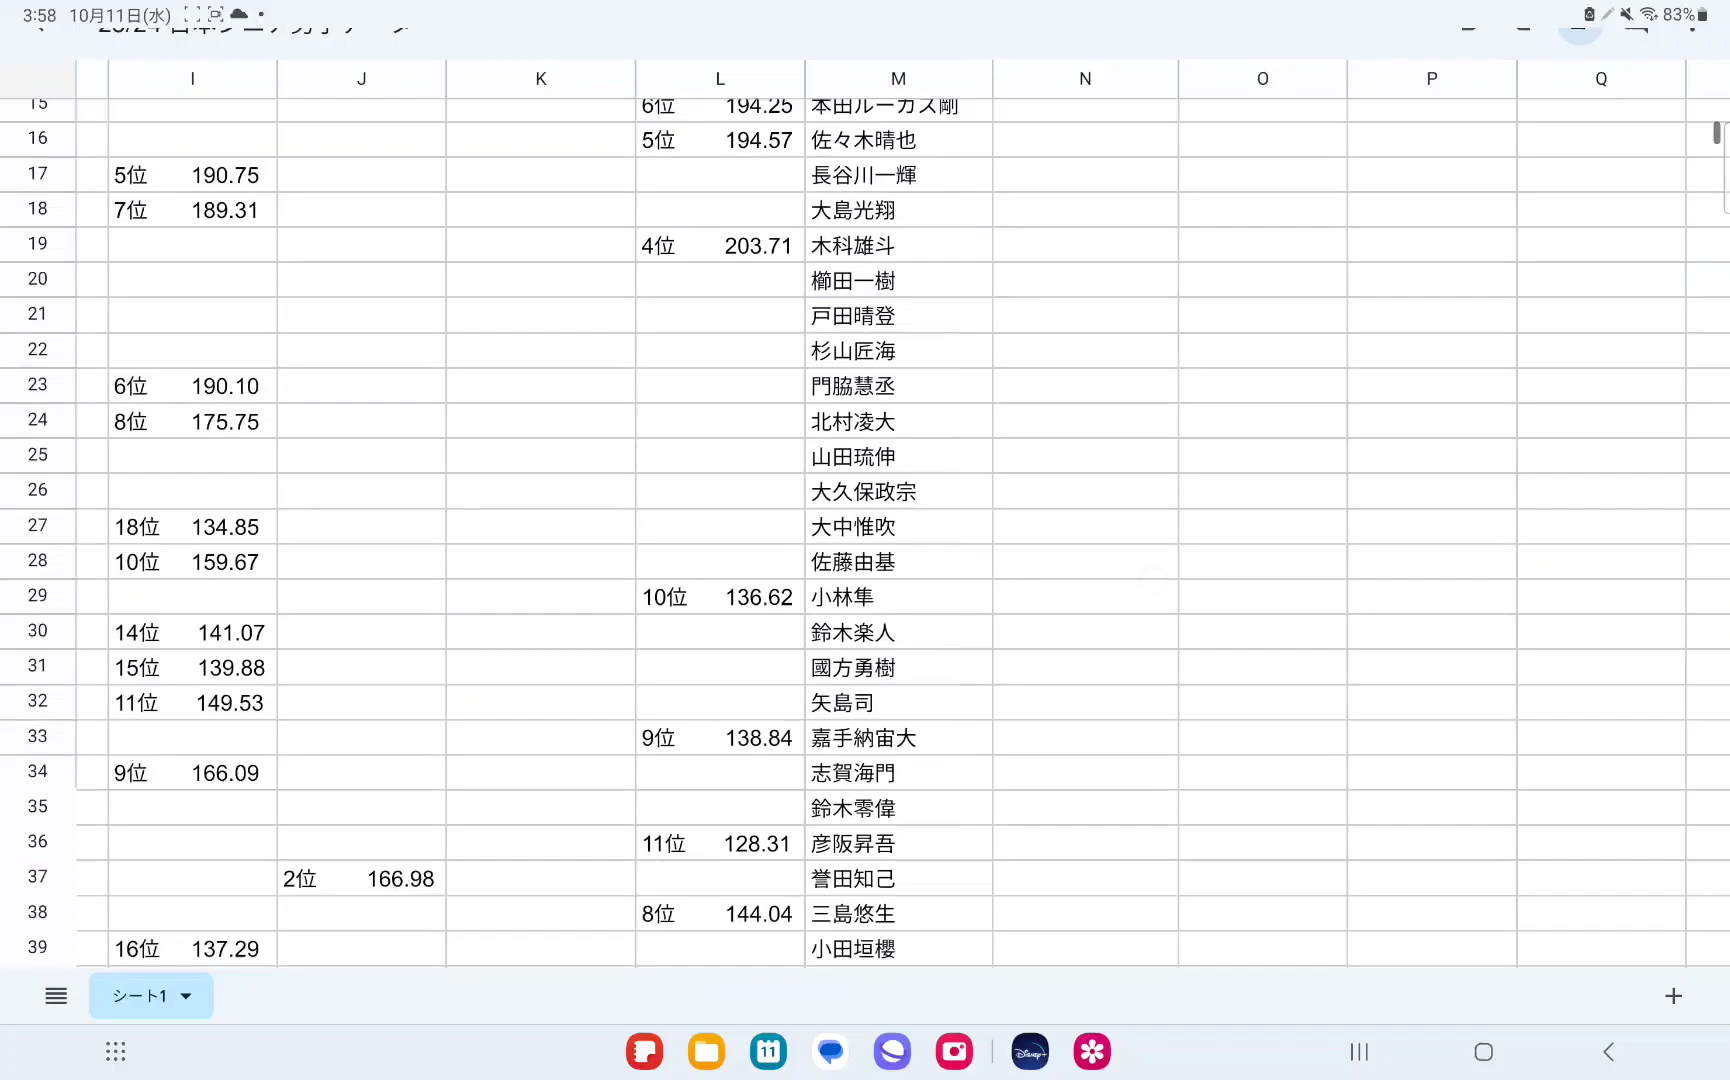 3:58 10月11日(水) 83%
I J K L M N O P Q
15 6位 194.25 本田ルーカス剛
16 5位 194.57 佐々木晴也
17 5位 190.75 長谷川一輝
18 7位 189.31 大島光翔
19 4位 203.71 木科雄斗
20 櫛田一樹
21 戸田晴登
22 杉山匠海
23 6位 190.10 門脇慧丞
24 8位 175.75 北村凌大
25 山田琉伸
26 大久保政宗
27 18位 134.85 大中惟吹
28 10位 159.67 佐藤由基
29 10位 136.62 小林隼
30 14位 141.07 鈴木楽人
31 15位 139.88 國方勇樹
32 11位 149.53 矢島司
33 9位 138.84 嘉手納宙大
34 9位 166.09 志賀海門
35 鈴木零偉
36 11位 128.31 彦阪昇吾
37 2位 166.98 誉田知己
38 8位 144.04 三島悠生
39 16位 137.29 小田垣櫻
シート1
11 Disney+